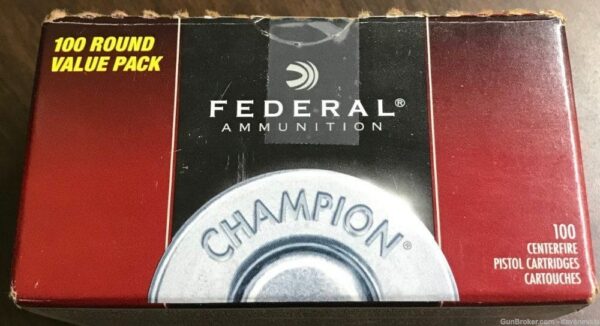 100 ROUND
VALUE PACK
FEDERAL®
AMMUNITION
CHAMPION®
100
CENTERFIRE
PISTOL CARTRIDGES
CARTOUCHES